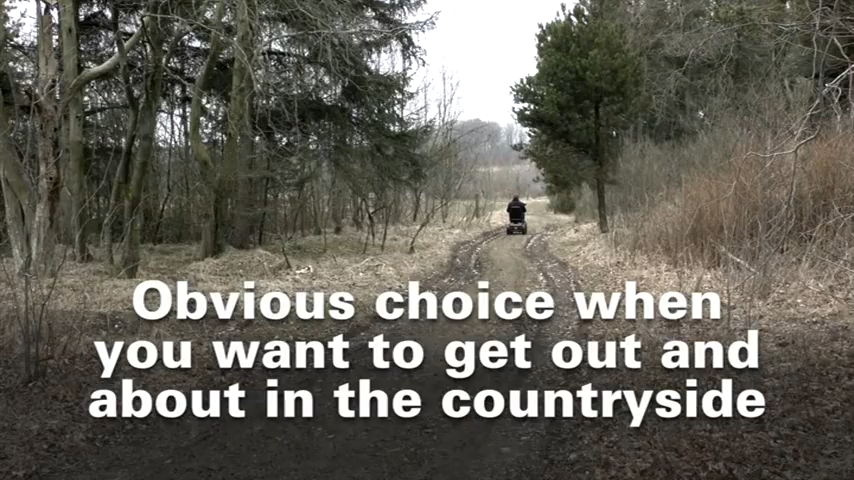 Obvious choice when
you want to get out and
about in the countryside